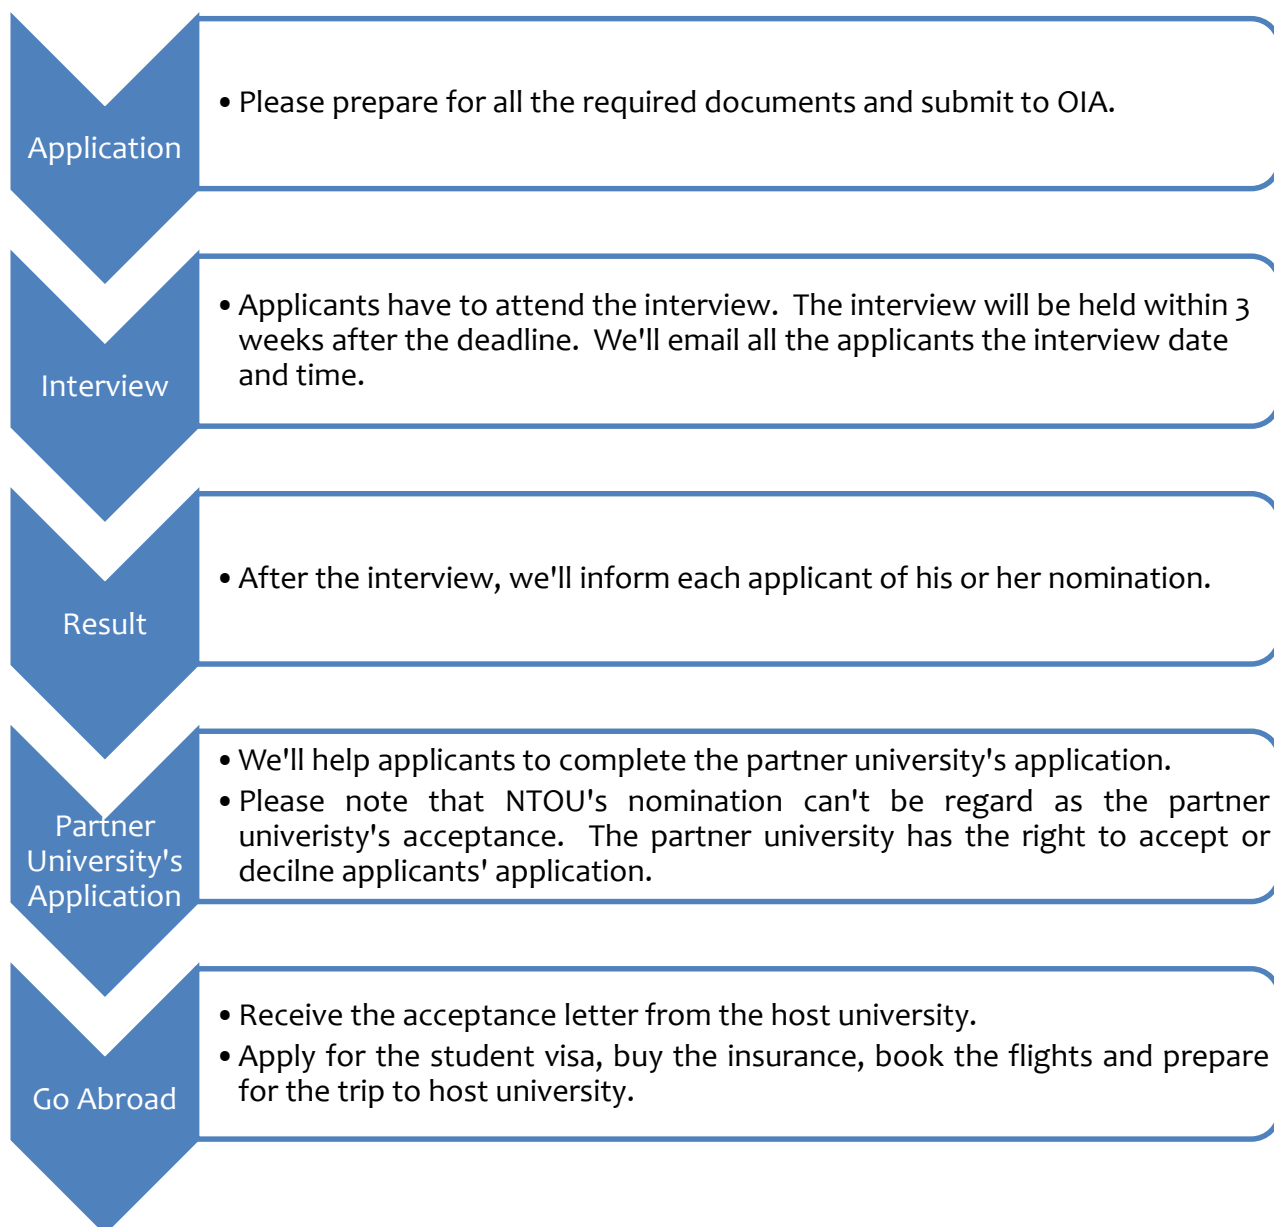 Application
• Please prepare for all the required documents and submit to OIA.
Interview
• Applicants have to attend the interview.  The interview will be held within 3
weeks after the deadline.  We'll email all the applicants the interview date
and time.
Result
• After the interview, we'll inform each applicant of his or her nomination.
Partner
University's
Application
• We'll help applicants to complete the partner university's application.
• Please note that NTOU's nomination can't be regard as the partner
univeristy's acceptance.  The partner university has the right to accept or
decilne applicants' application.
Go Abroad
• Receive the acceptance letter from the host university.
• Apply for the student visa, buy the insurance, book the flights and prepare
for the trip to host university.